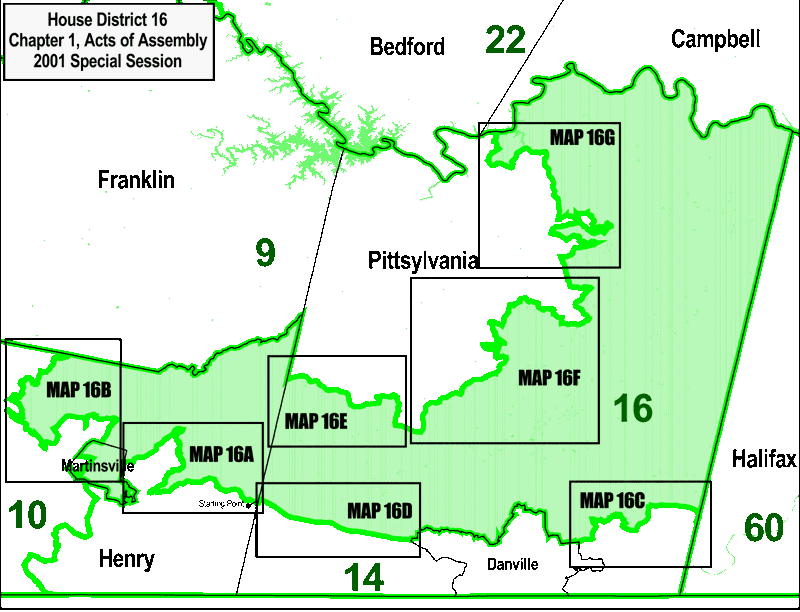 House District 16
Chapter 1, Acts of Assembly
2001 Special Session
Bedford
22
Campbell
MAP 16G
Franklin
9
Pittsylvania
MAP 16B
MAP 16F
16
MAP 16E
MAP 16A
Martinsville
Halifax
Starting Point
MAP 16D
MAP 16C
10
60
Henry
Danville
14